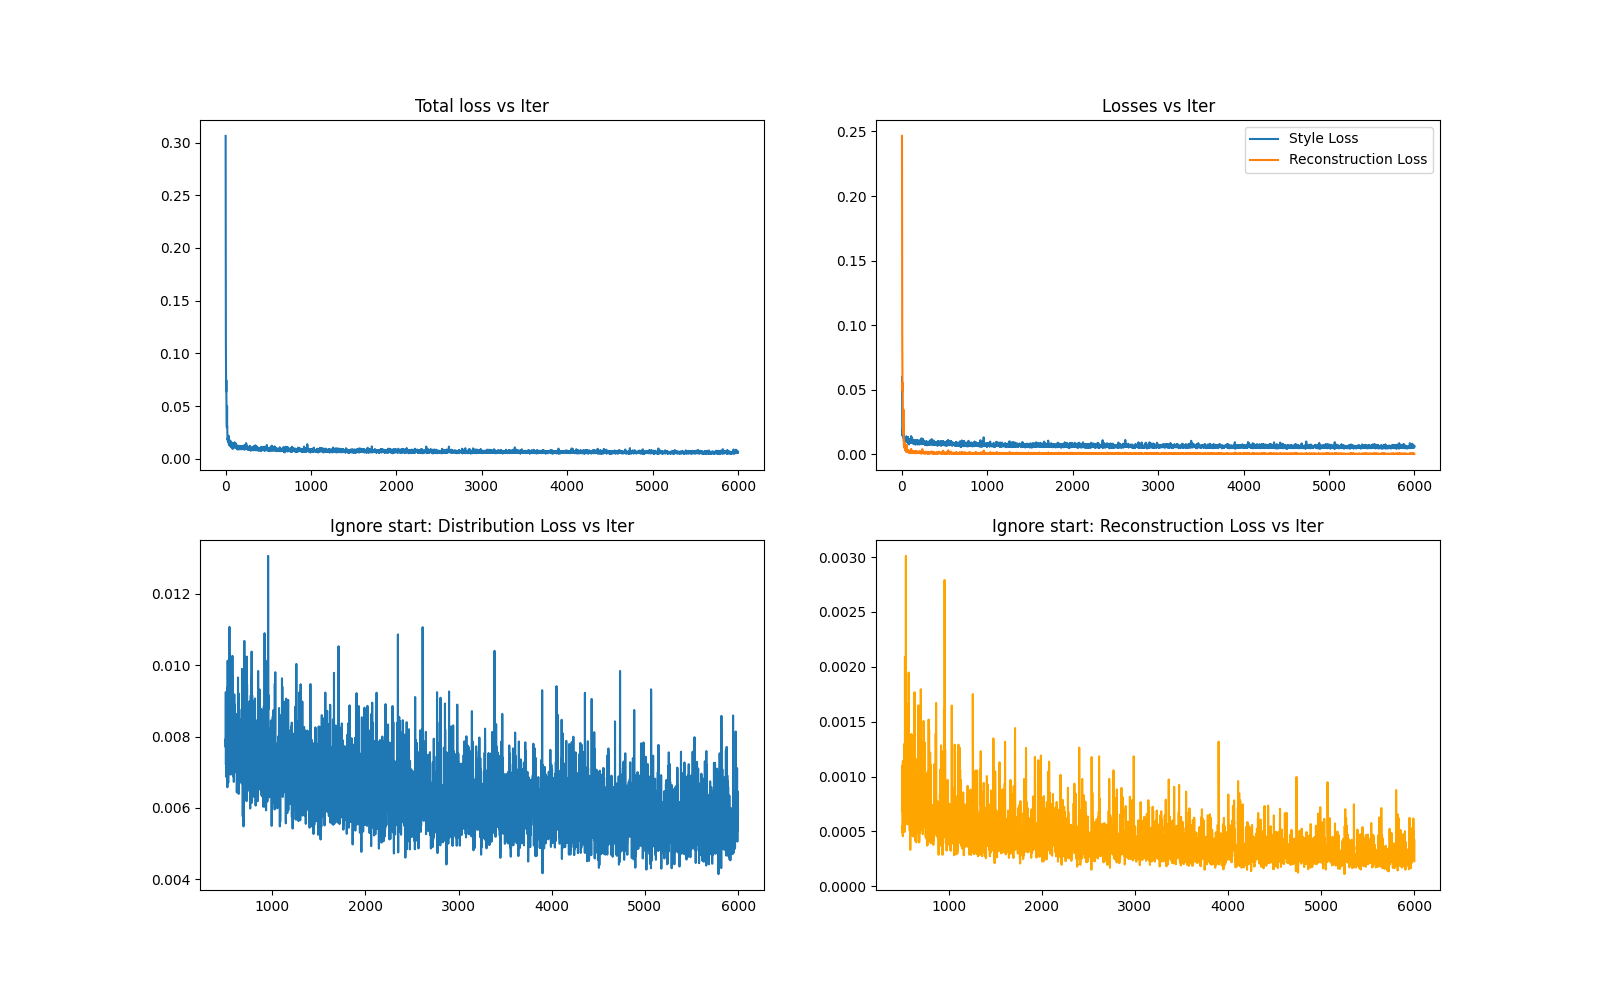 Total loss vs Iter
0.30
0.25
0.20
0.15
0.10
0.05
0.00
0 1000 2000 3000 4000 5000 6000
Losses vs Iter
Style Loss
Reconstruction Loss
0.25
0.20
0.15
0.10
0.05
0.00
0 1000 2000 3000 4000 5000 6000
Ignore start: Distribution Loss vs Iter
0.012
0.010
0.008
0.006
0.004
1000 2000 3000 4000 5000 6000
Ignore start: Reconstruction Loss vs Iter
0.0030
0.0025
0.0020
0.0015
0.0010
0.0005
0.0000
1000 2000 3000 4000 5000 6000